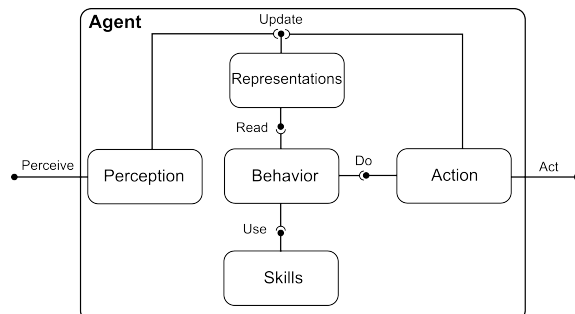 Agent
Update
Representations
Read
Perceive
Perception
Behavior
Do
Action
Act
Use
Skills